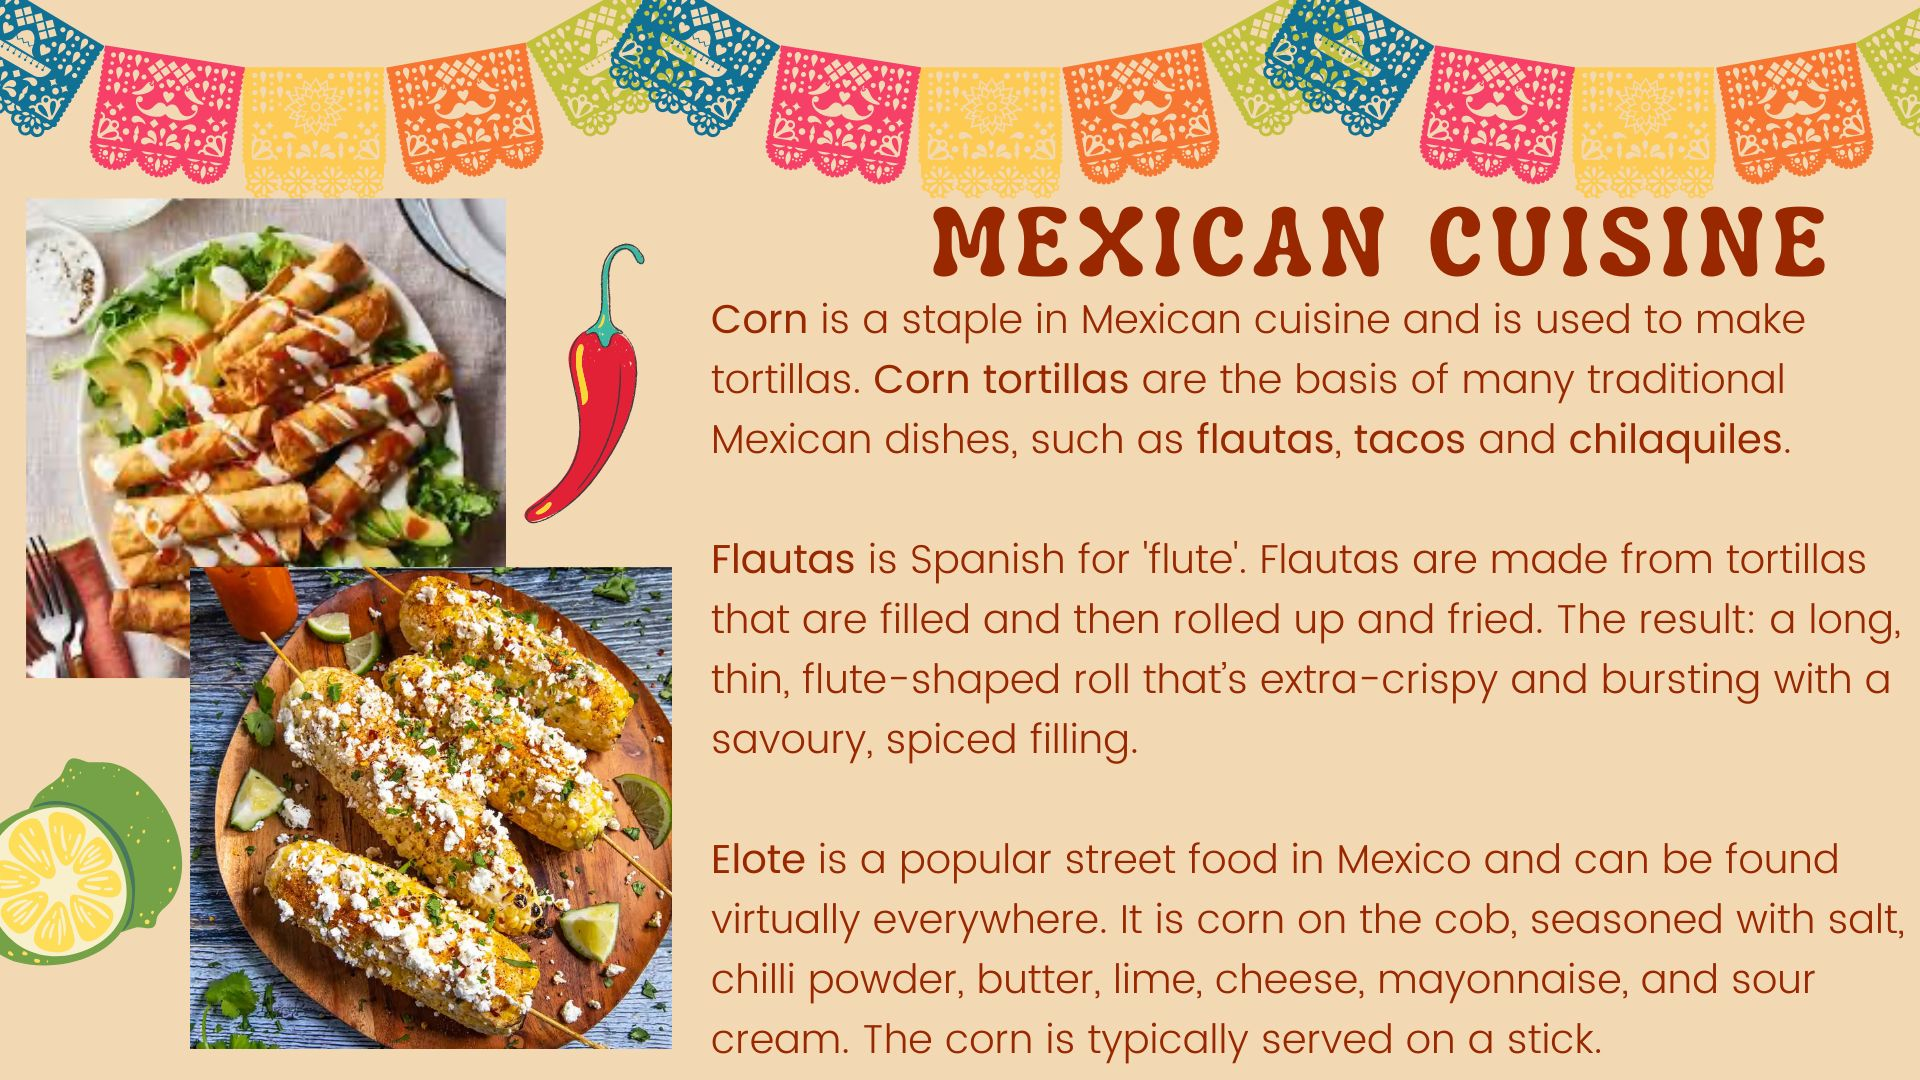 MEXICAN CUISINE
Corn is a staple in Mexican cuisine and is used to make
tortillas. Corn tortillas are the basis of many traditional
Mexican dishes, such as flautas, tacos and chilaquiles.
Flautas is Spanish for 'flute'. Flautas are made from tortillas
that are filled and then rolled up and fried. The result: a long,
thin, flute-shaped roll that’s extra-crispy and bursting with a
savoury, spiced filling.
Elote is a popular street food in Mexico and can be found
virtually everywhere. It is corn on the cob, seasoned with salt,
chilli powder, butter, lime, cheese, mayonnaise, and sour
cream. The corn is typically served on a stick.